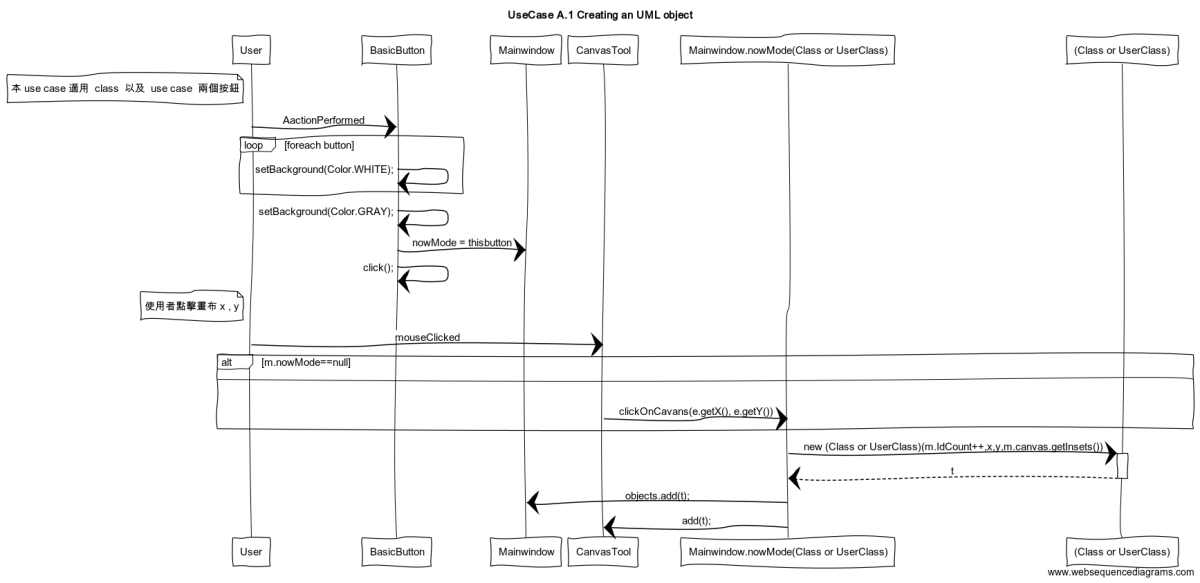 UseCase A.1 Creating an UML object
User
BasicButton
Mainwindow
CanvasTool
Mainwindow.nowMode(Class or UserClass)
(Class or UserClass)
本 use case 適用 class 以及 use case 兩個按鈕
AactionPerformed
loop
[foreach button]
setBackground(Color.WHITE);
setBackground(Color.GRAY);
nowMode = thisbutton
click();
使用者點擊畫布 x , y
mouseClicked
alt
[m.nowMode==null]
clickOnCavans(e.getX(), e.getY())
new (Class or UserClass)(m.IdCount++,x,y,m.canvas.getInsets())
t
objects.add(t);
add(t);
User
BasicButton
Mainwindow
CanvasTool
Mainwindow.nowMode(Class or UserClass)
(Class or UserClass)
www.websequencediagrams.com